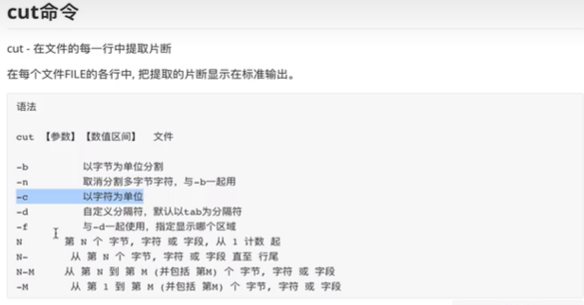 cut命令
cut - 在文件的每一行中提取片断
在每个文件FILE的各行中, 把提取的片断显示在标准输出。
语法
cut 【参数】【数值区间】 文件
-b 以字节为单位分割
-n 取消分割多字节字符，与-b一起用
-c 以字符为单位
-d 自定义分隔符，默认以tab为分隔符
-f 与-d一起使用，指定显示哪个区域
N 第 N 个 字节, 字符 或 字段, 从 1 计数 起
N- 从 第 N 个 字节, 字符 或 字段 直至 行尾
N-M 从 第 N 到 第 M (并包括 第M) 个 字节, 字符 或 字段
-M 从 第 1 到 第 M (并包括 第M) 个 字节, 字符 或 字段